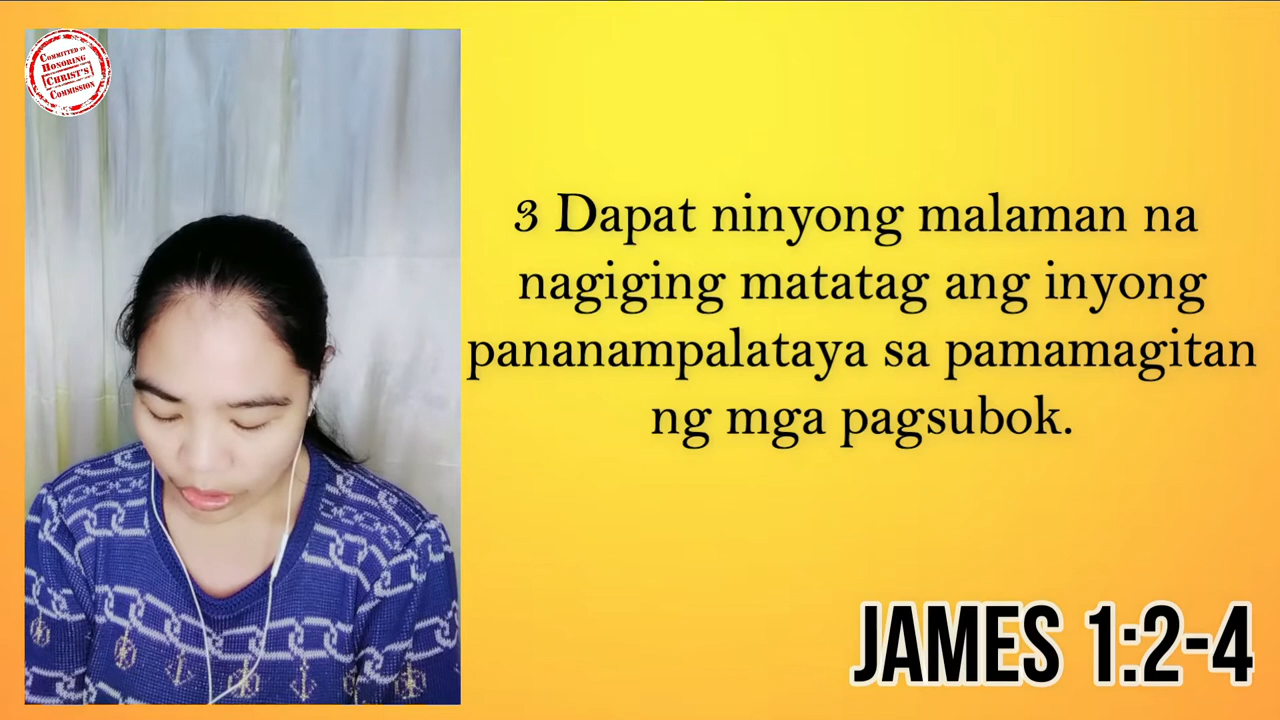 COMMITTED TO
HONORING
CHRIST'S
COMMISSION
3 Dapat ninyong malaman na
nagiging matatag ang inyong
pananampalataya sa pamamagitan
ng mga pagsubok.
JAMES 1:2-4